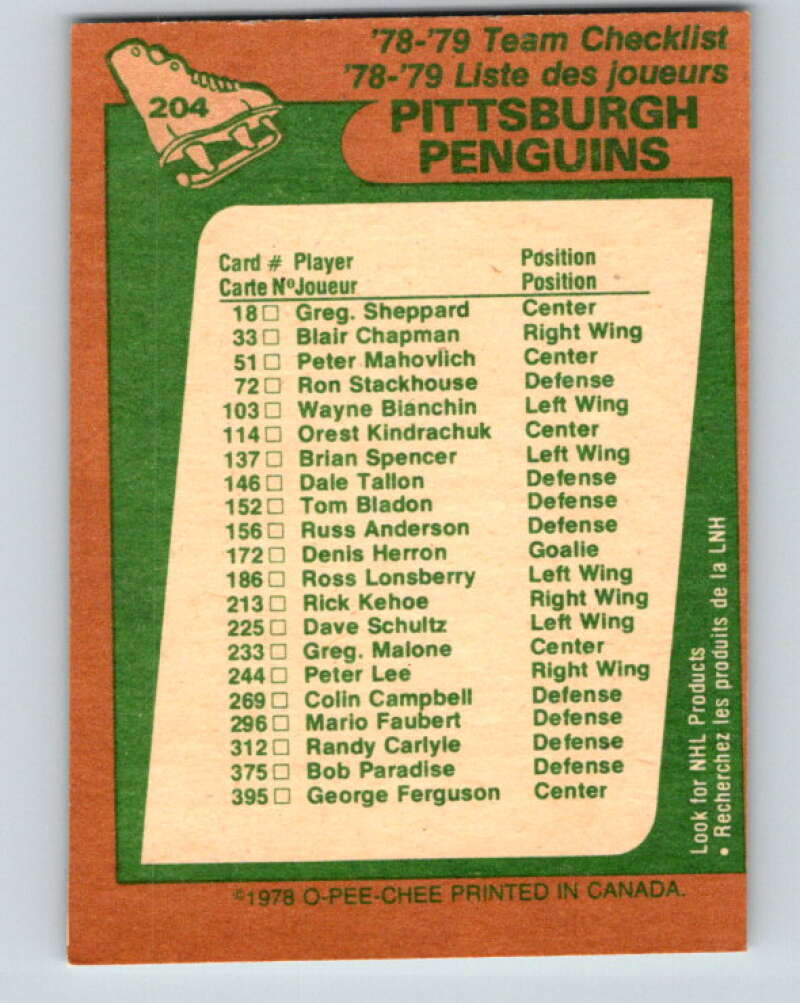 204
'78-'79 Team Checklist
'78-'79 Liste des joueurs
PITTSBURGH
PENGUINS
Card # Player Position
Carte Nº Joueur Position
18 □ Greg. Sheppard Center
33 □ Blair Chapman Right Wing
51 □ Peter Mahovlich Center
72 □ Ron Stackhouse Defense
103 □ Wayne Bianchin Left Wing
114 □ Orest Kindrachuk Center
137 □ Brian Spencer Left Wing
146 □ Dale Tallon Defense
152 □ Tom Bladon Defense
156 □ Russ Anderson Defense
172 □ Denis Herron Goalie
186 □ Ross Lonsberry Left Wing
213 □ Rick Kehoe Right Wing
225 □ Dave Schultz Left Wing
233 □ Greg. Malone Center
244 □ Peter Lee Right Wing
269 □ Colin Campbell Defense
296 □ Mario Faubert Defense
312 □ Randy Carlyle Defense
375 □ Bob Paradise Defense
395 □ George Ferguson Center
Look for NHL Products
• Recherchez les produits de la LNH
©1978 O-PEE-CHEE PRINTED IN CANADA.